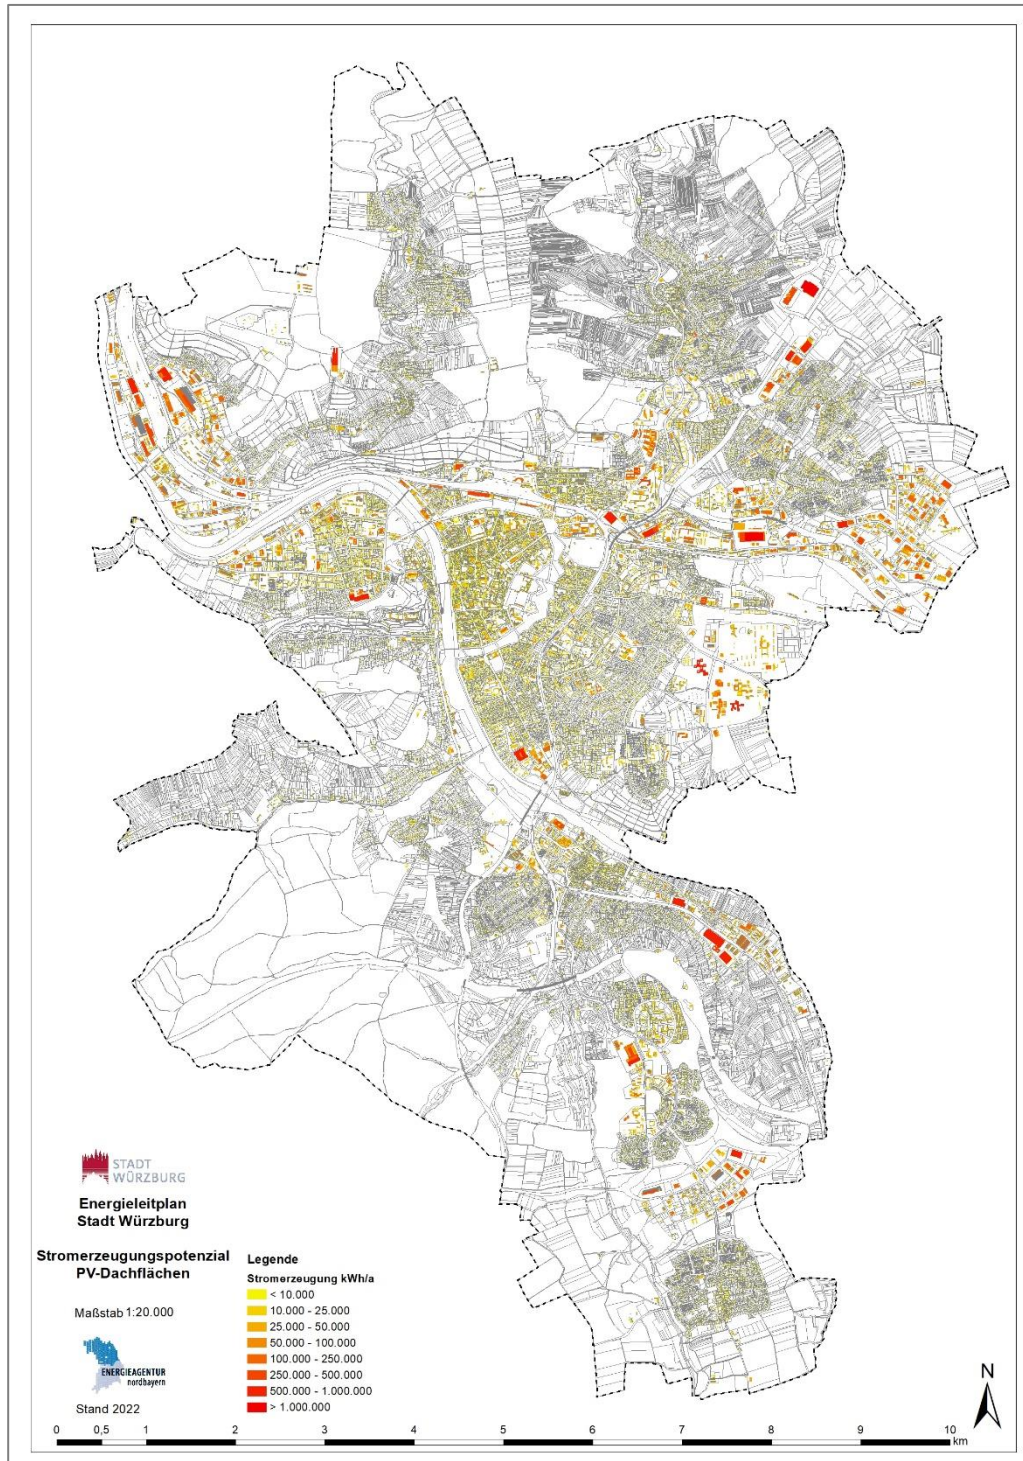 STADT
WÜRZBURG
Energieleitplan
Stadt Würzburg
Stromerzeugungspotenzial
PV-Dachflächen
Maßstab 1:20.000
ENERGIEAGENTUR
nordbayern
Stand 2022
Legende
Stromerzeugung kWh/a
< 10.000
10.000 - 25.000
25.000 - 50.000
50.000 - 100.000
100.000 - 250.000
250.000 - 500.000
500.000 - 1.000.000
> 1.000.000
N
0 0,5 1 2 3 4 5 6 7 8 9 10
km